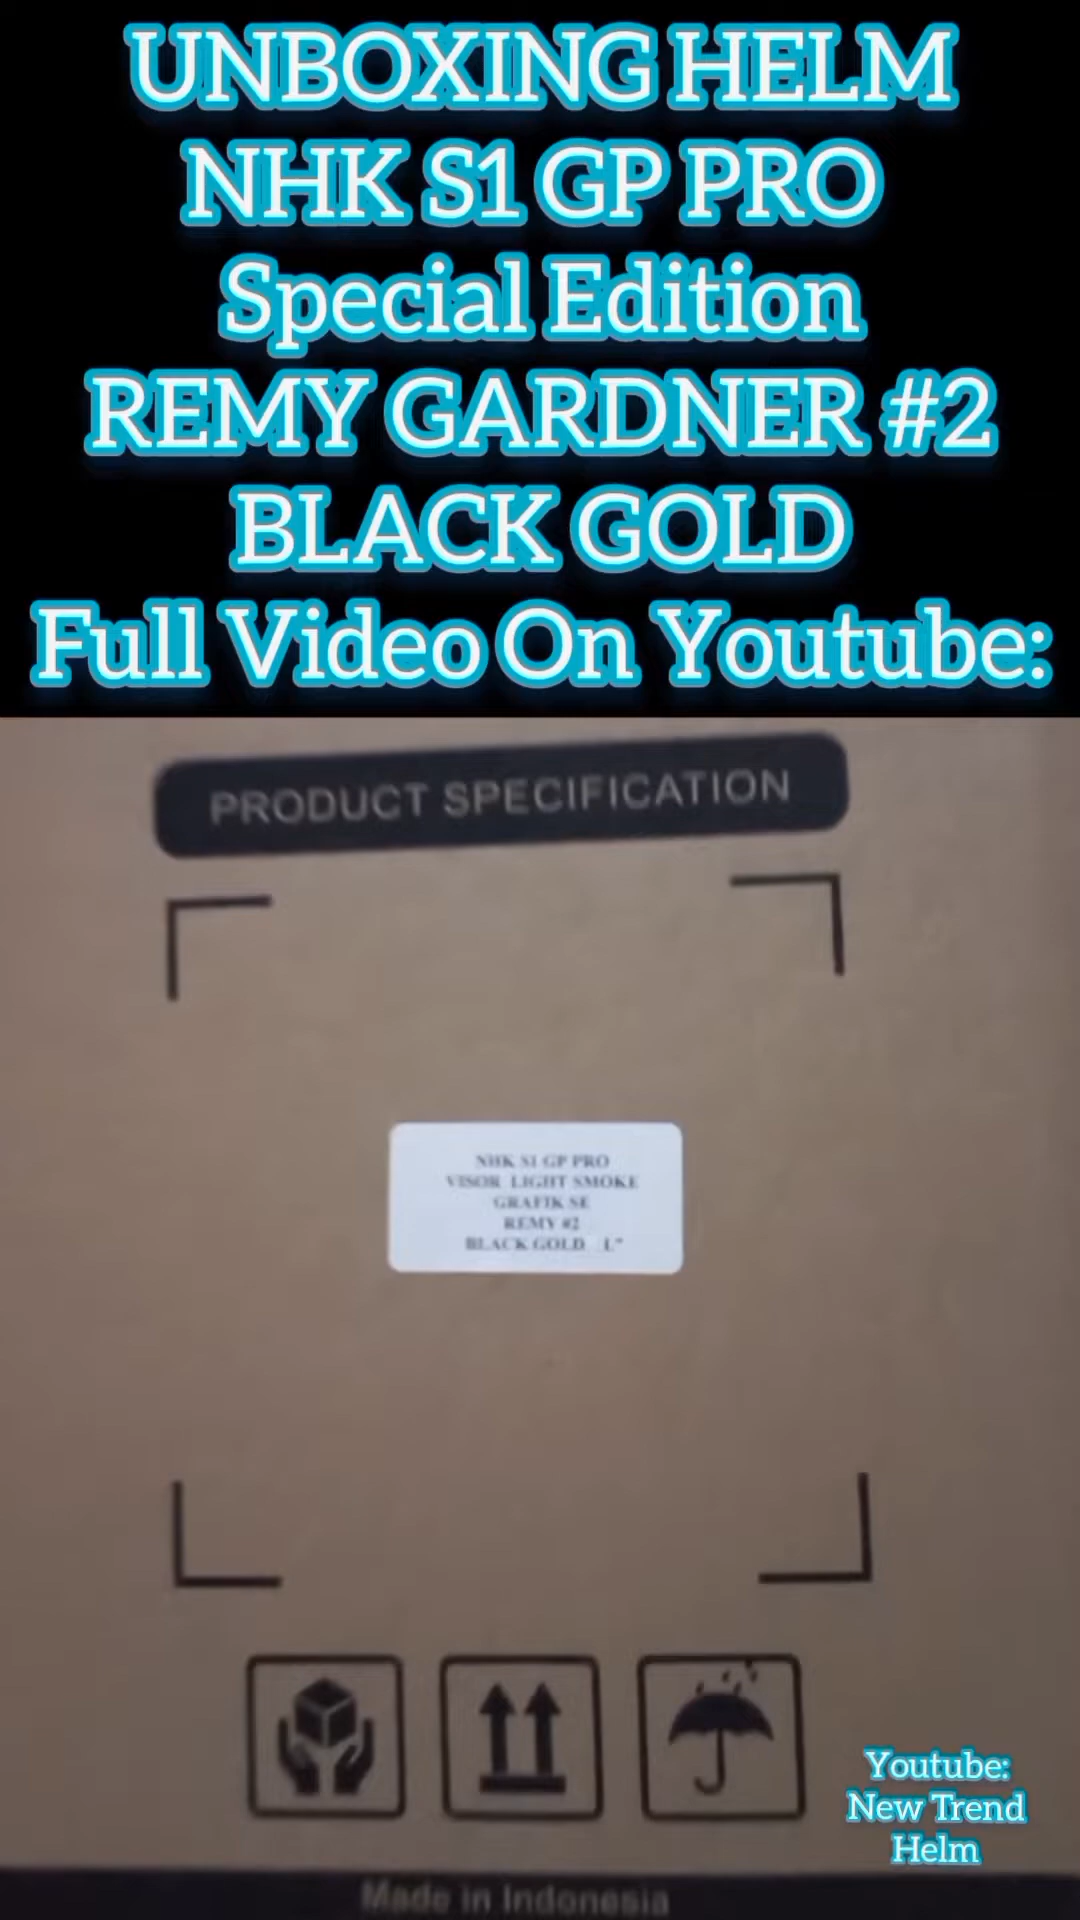 UNBOXING HELM
NHK S1 GP PRO
Special Edition
REMY GARDNER #2
BLACK GOLD
Full Video On Youtube:
PRODUCT SPECIFICATION
NHK S1 GP PRO
VISOR LIGHT SMOKE
GRAFIK SE
REMY #2
BLACK GOLD L"
Youtube:
New Trend
Helm
Made in Indonesia